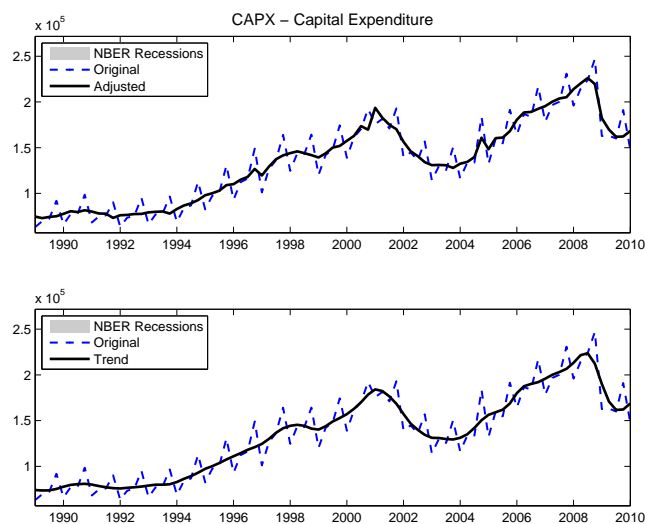 CAPX – Capital Expenditure
x 10^5
NBER Recessions
Original
Adjusted
2.5
2
1.5
1
1990 1992 1994 1996 1998 2000 2002 2004 2006 2008 2010
x 10^5
NBER Recessions
Original
Trend
2.5
2
1.5
1
1990 1992 1994 1996 1998 2000 2002 2004 2006 2008 2010